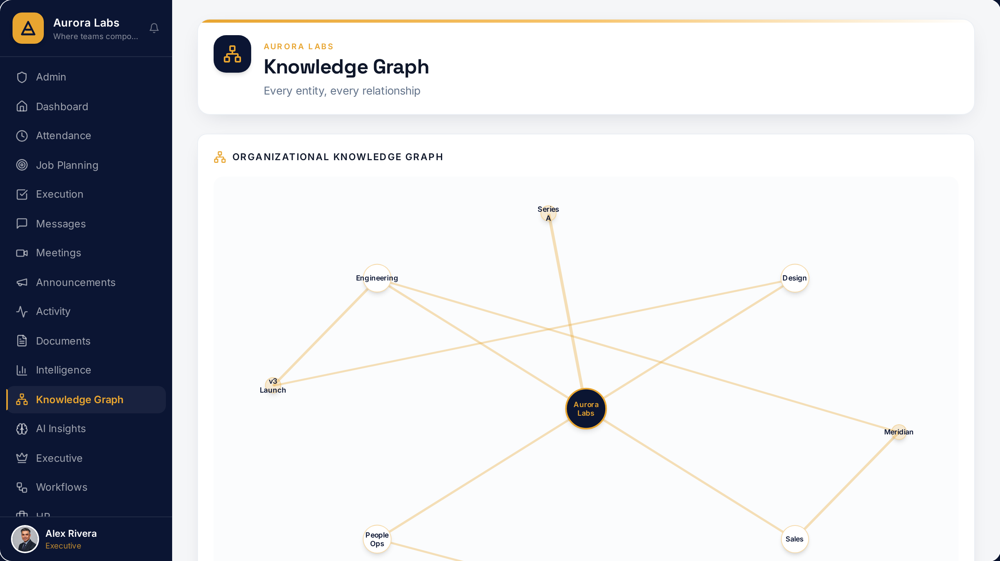 Aurora Labs
Where teams compo...
Admin
Dashboard
Attendance
Job Planning
Execution
Messages
Meetings
Announcements
Activity
Documents
Intelligence
Knowledge Graph
AI Insights
Executive
Workflows
HR
Alex Rivera
Executive
AURORA LABS
Knowledge Graph
Every entity, every relationship
ORGANIZATIONAL KNOWLEDGE GRAPH
Series
A
Engineering
Design
v3
Launch
Aurora
Labs
Meridian
People
Ops
Sales